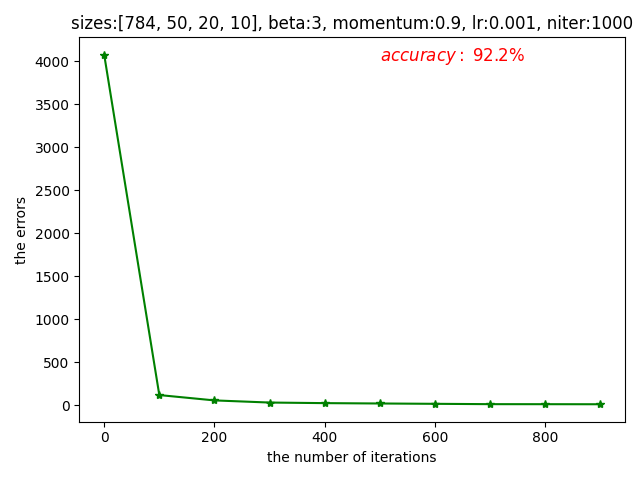 sizes:[784, 50, 20, 10], beta:3, momentum:0.9, lr:0.001, niter:1000
accuracy: 92.2%
4000
3500
3000
2500
2000
1500
1000
500
0
the errors
0 200 400 600 800
the number of iterations